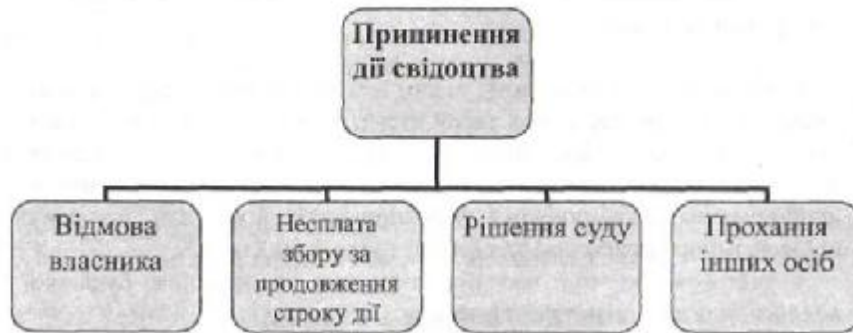 Припинення
дії свідоцтва
Відмова
власника
Несплата
збору за
продовження
строку дії
Рішення суду
Прохання
інших осіб